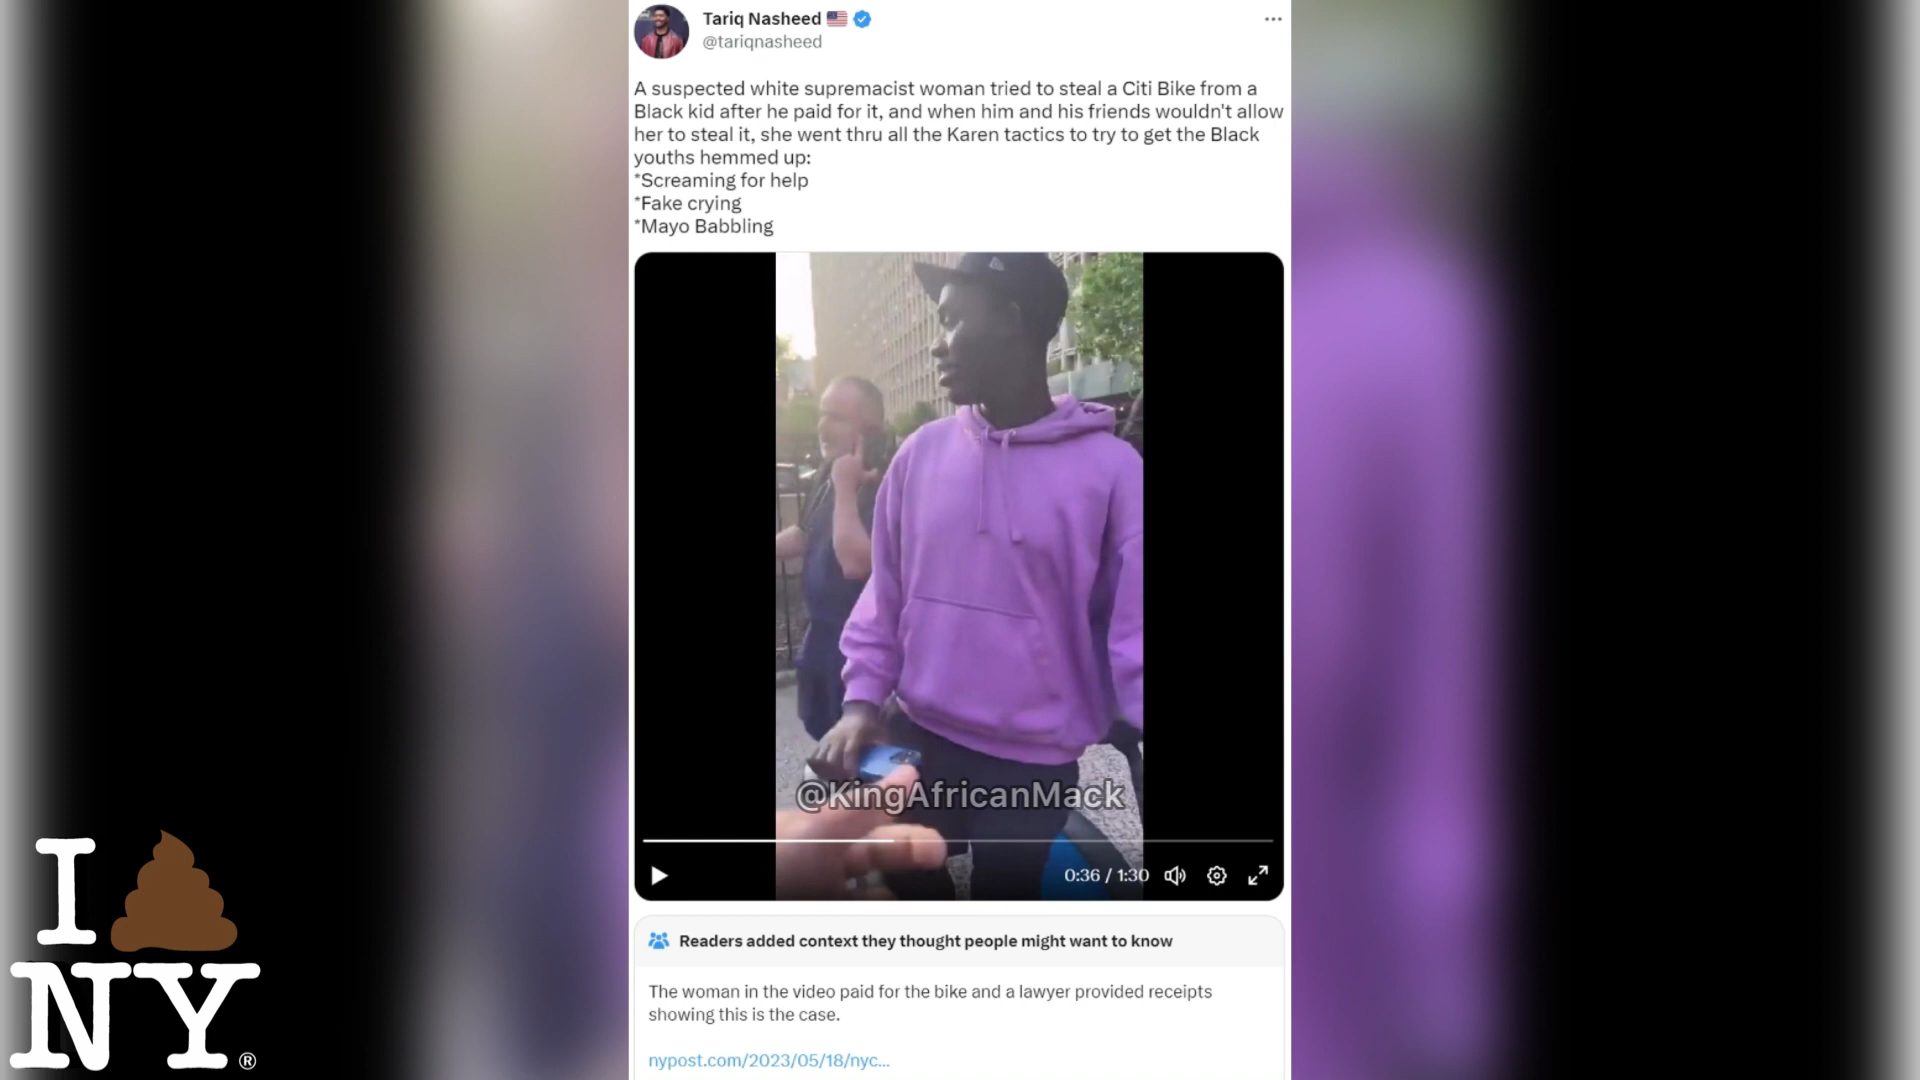 Tariq Nasheed
@tariqnasheed
A suspected white supremacist woman tried to steal a Citi Bike from a
Black kid after he paid for it, and when him and his friends wouldn't allow
her to steal it, she went thru all the Karen tactics to try to get the Black
youths hemmed up:
*Screaming for help
*Fake crying
*Mayo Babbling
@KingAfricanMack
0:36 / 1:30
Readers added context they thought people might want to know
The woman in the video paid for the bike and a lawyer provided receipts
showing this is the case.
nypost.com/2023/05/18/nyc...
I
NY®